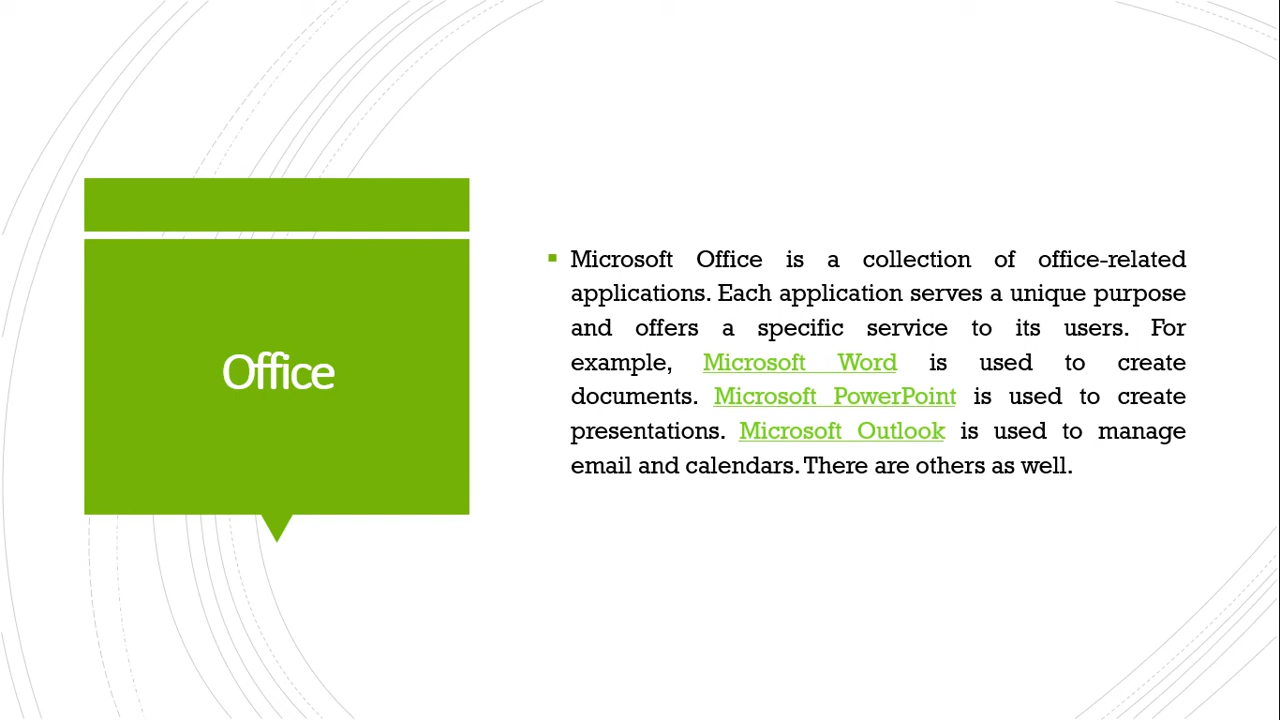 Office
Microsoft Office is a collection of office-related
applications. Each application serves a unique purpose
and offers a specific service to its users. For
example, Microsoft Word is used to create
documents. Microsoft PowerPoint is used to create
presentations. Microsoft Outlook is used to manage
email and calendars. There are others as well.